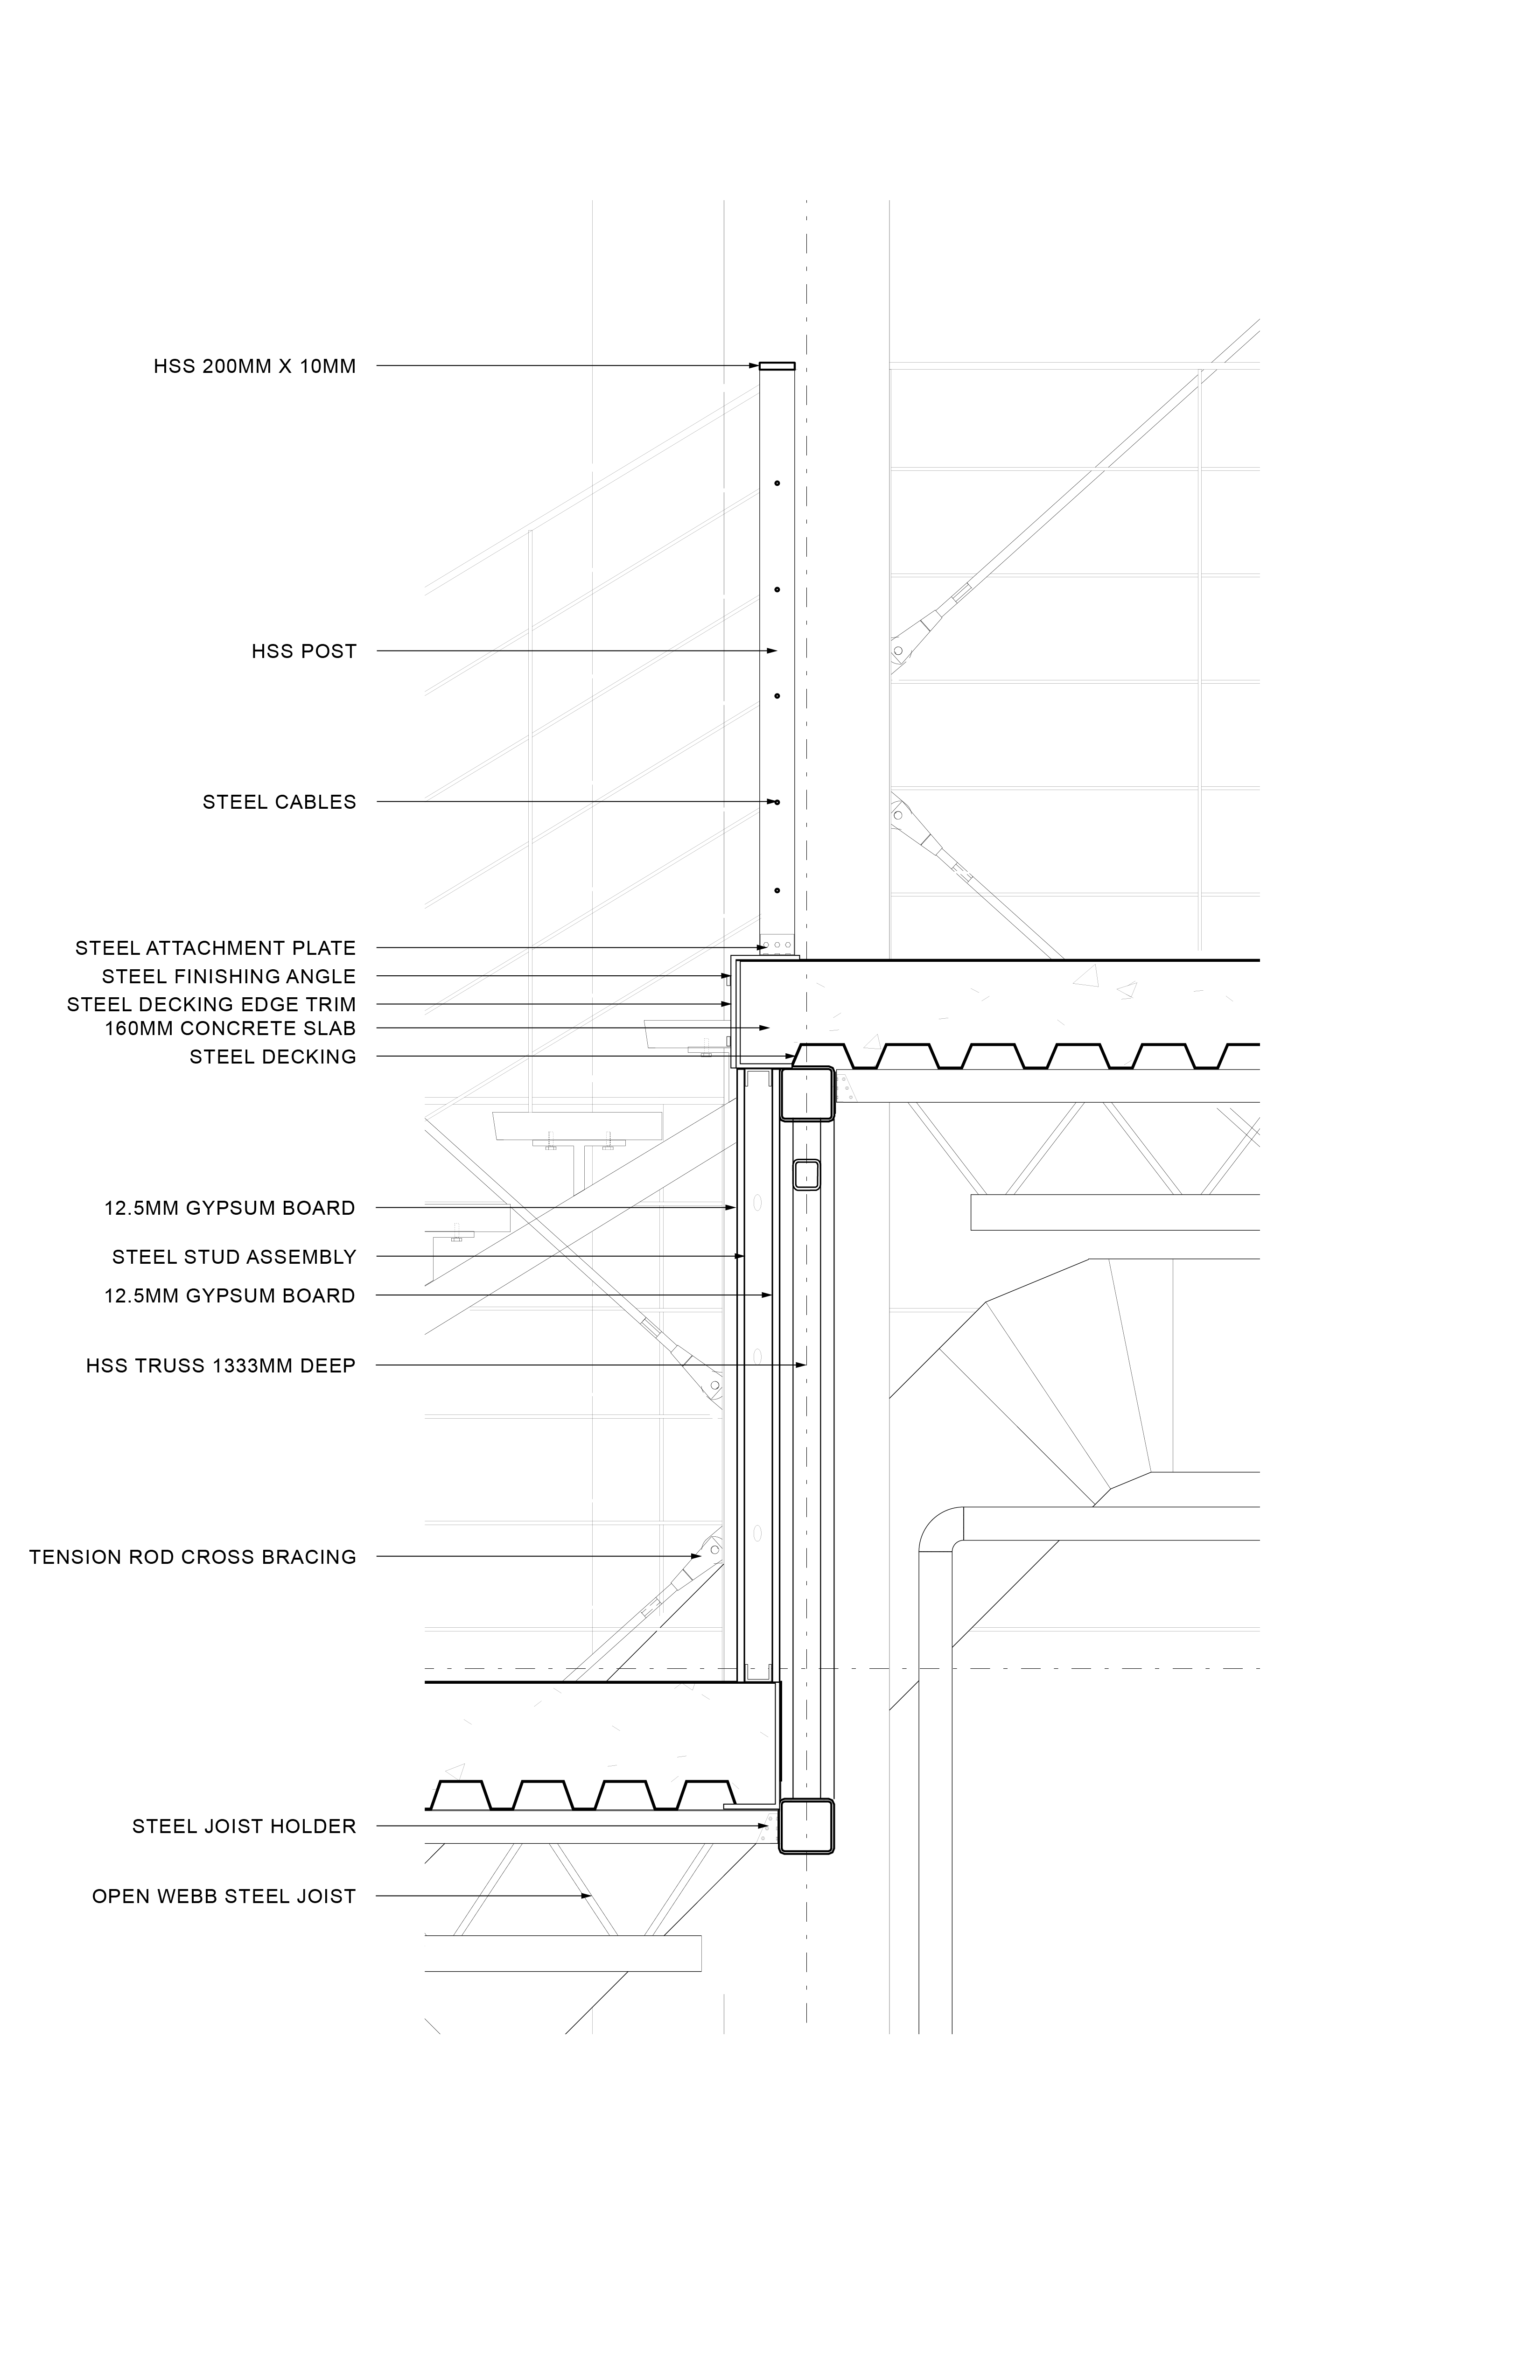 HSS 200MM X 10MM
HSS POST
STEEL CABLES
STEEL ATTACHMENT PLATE
STEEL FINISHING ANGLE
STEEL DECKING EDGE TRIM
160MM CONCRETE SLAB
STEEL DECKING
12.5MM GYPSUM BOARD
STEEL STUD ASSEMBLY
12.5MM GYPSUM BOARD
HSS TRUSS 1333MM DEEP
TENSION ROD CROSS BRACING
STEEL JOIST HOLDER
OPEN WEBB STEEL JOIST